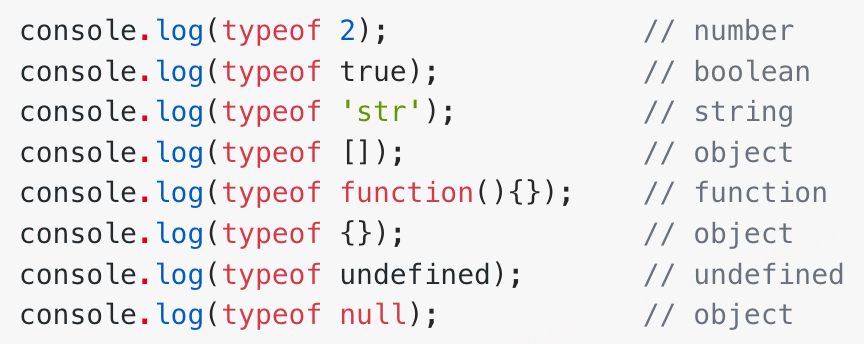 console.log(typeof 2);               // number
console.log(typeof true);            // boolean
console.log(typeof 'str');           // string
console.log(typeof []);              // object
console.log(typeof function(){});    // function
console.log(typeof {});              // object
console.log(typeof undefined);       // undefined
console.log(typeof null);            // object